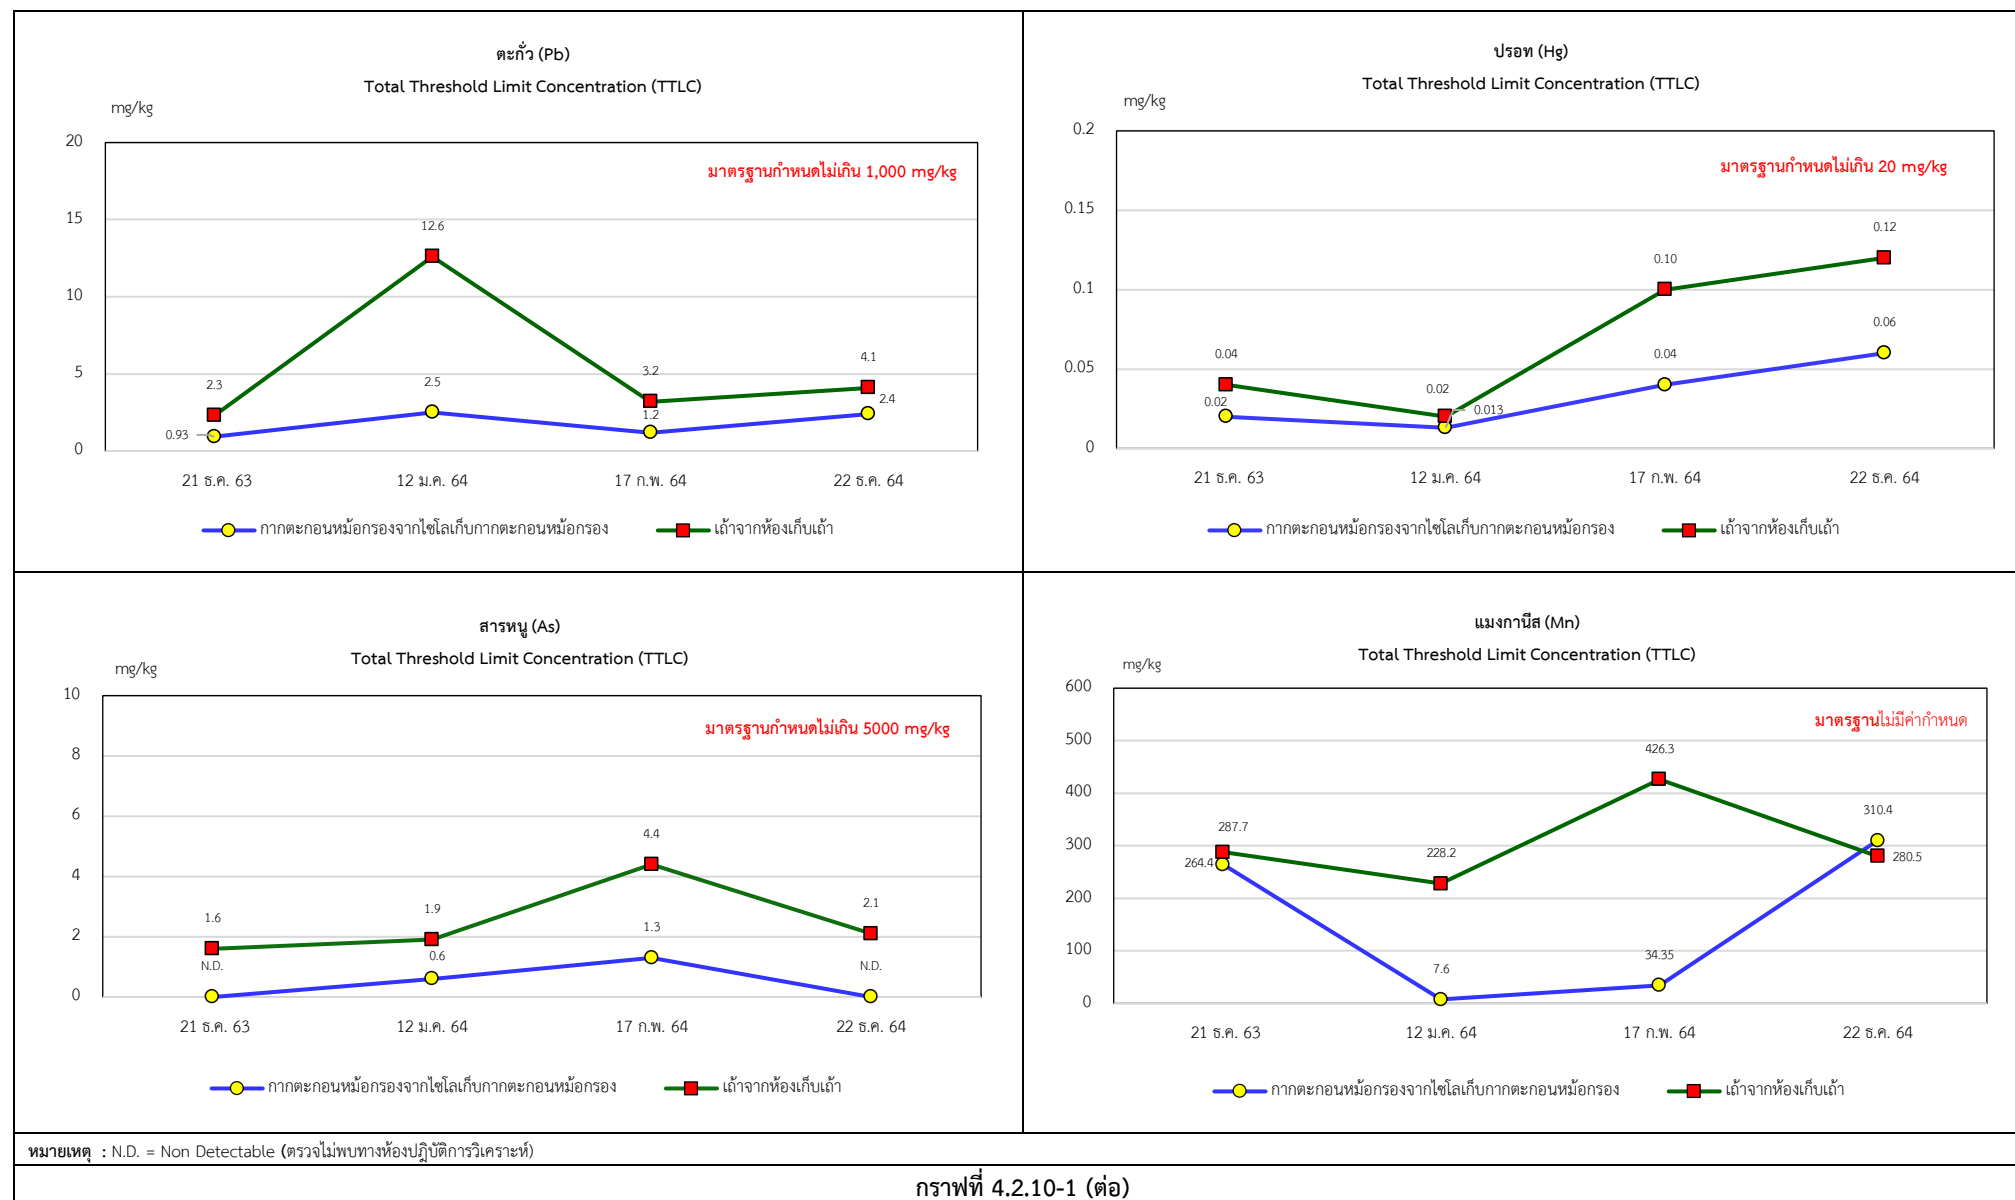 ตะกั่ว (Pb)
Total Threshold Limit Concentration (TTLC)
mg/kg
20
15
10
5
0
มาตรฐานกำหนดไม่เกิน 1,000 mg/kg
2.3
12.6
3.2
4.1
0.93
2.5
1.2
2.4
21 ธ.ค. 63
12 ม.ค. 64
17 ก.พ. 64
22 ธ.ค. 64
กากตะกอนหม้อกรองจากไซโลเก็บกากตะกอนหม้อกรอง
เถ้าจากห้องเก็บเถ้า
ปรอท (Hg)
Total Threshold Limit Concentration (TTLC)
mg/kg
0.2
0.15
0.1
0.05
0
มาตรฐานกำหนดไม่เกิน 20 mg/kg
0.04
0.02
0.10
0.12
0.02
0.013
0.04
0.06
21 ธ.ค. 63
12 ม.ค. 64
17 ก.พ. 64
22 ธ.ค. 64
กากตะกอนหม้อกรองจากไซโลเก็บกากตะกอนหม้อกรอง
เถ้าจากห้องเก็บเถ้า
สารหนู (As)
Total Threshold Limit Concentration (TTLC)
mg/kg
10
8
6
4
2
0
มาตรฐานกำหนดไม่เกิน 5000 mg/kg
1.6
1.9
4.4
2.1
N.D.
0.6
1.3
N.D.
21 ธ.ค. 63
12 ม.ค. 64
17 ก.พ. 64
22 ธ.ค. 64
กากตะกอนหม้อกรองจากไซโลเก็บกากตะกอนหม้อกรอง
เถ้าจากห้องเก็บเถ้า
แมงกานีส (Mn)
Total Threshold Limit Concentration (TTLC)
mg/kg
600
500
400
300
200
100
0
มาตรฐานไม่มีค่ากำหนด
287.7
228.2
426.3
280.5
264.4
7.6
34.35
310.4
21 ธ.ค. 63
12 ม.ค. 64
17 ก.พ. 64
22 ธ.ค. 64
กากตะกอนหม้อกรองจากไซโลเก็บกากตะกอนหม้อกรอง
เถ้าจากห้องเก็บเถ้า
หมายเหตุ : N.D. = Non Detectable (ตรวจไม่พบทางห้องปฎิบัติการวิเคราะห์)
กราฟที่ 4.2.10-1 (ต่อ)